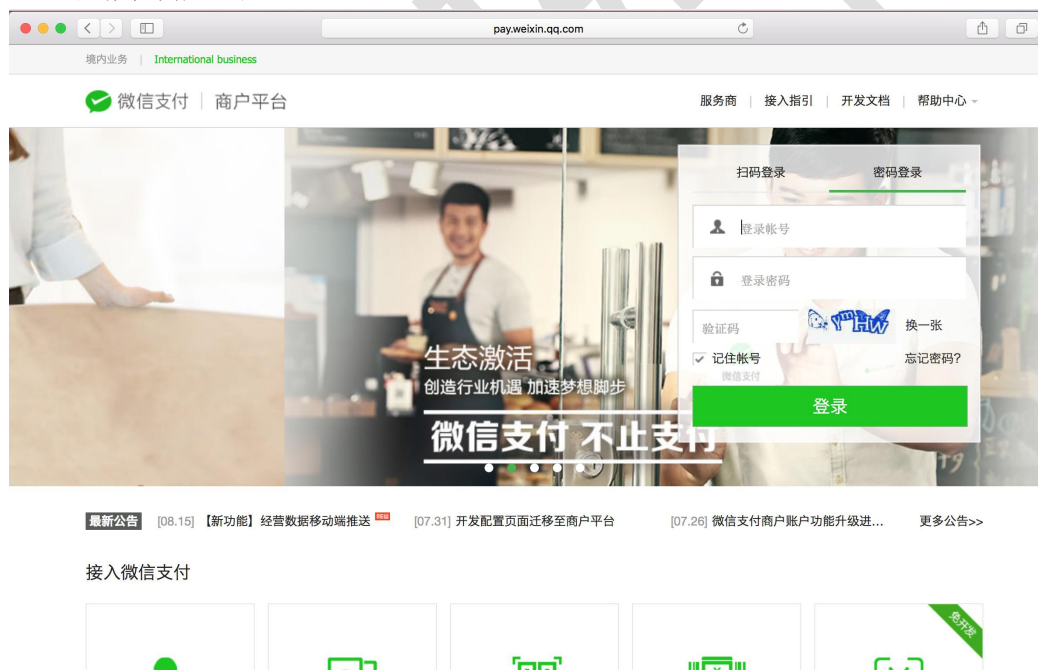 pay.weixin.qq.com
境内业务 | International business
微信支付 | 商户平台
服务商 | 接入指引 | 开发文档 | 帮助中心
扫码登录 密码登录
登录帐号
登录密码
验证码 换一张
记住帐号 忘记密码?
微信支付
登录
生态激活
创造行业机遇 加速梦想脚步
微信支付 不止支付
最新公告 [08.15] 【新功能】经营数据移动端推送 [07.31] 开发配置页面迁移至商户平台 [07.26] 微信支付商户账户功能升级进... 更多公告>>
接入微信支付
免开发